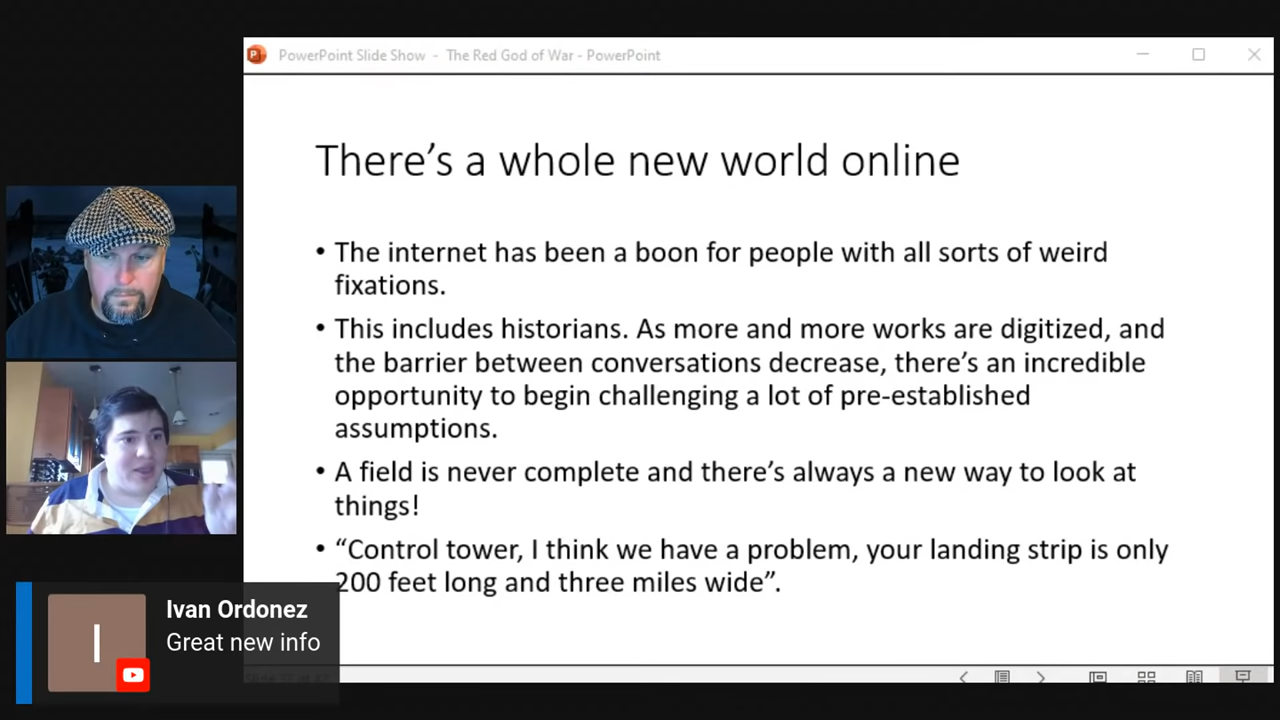 PowerPoint Slide Show - The Red God of War - PowerPoint
There’s a whole new world online
• The internet has been a boon for people with all sorts of weird
fixations.
• This includes historians. As more and more works are digitized, and
the barrier between conversations decrease, there’s an incredible
opportunity to begin challenging a lot of pre-established
assumptions.
• A field is never complete and there’s always a new way to look at
things!
• “Control tower, I think we have a problem, your landing strip is only
200 feet long and three miles wide”.
I
Ivan Ordonez
Great new info